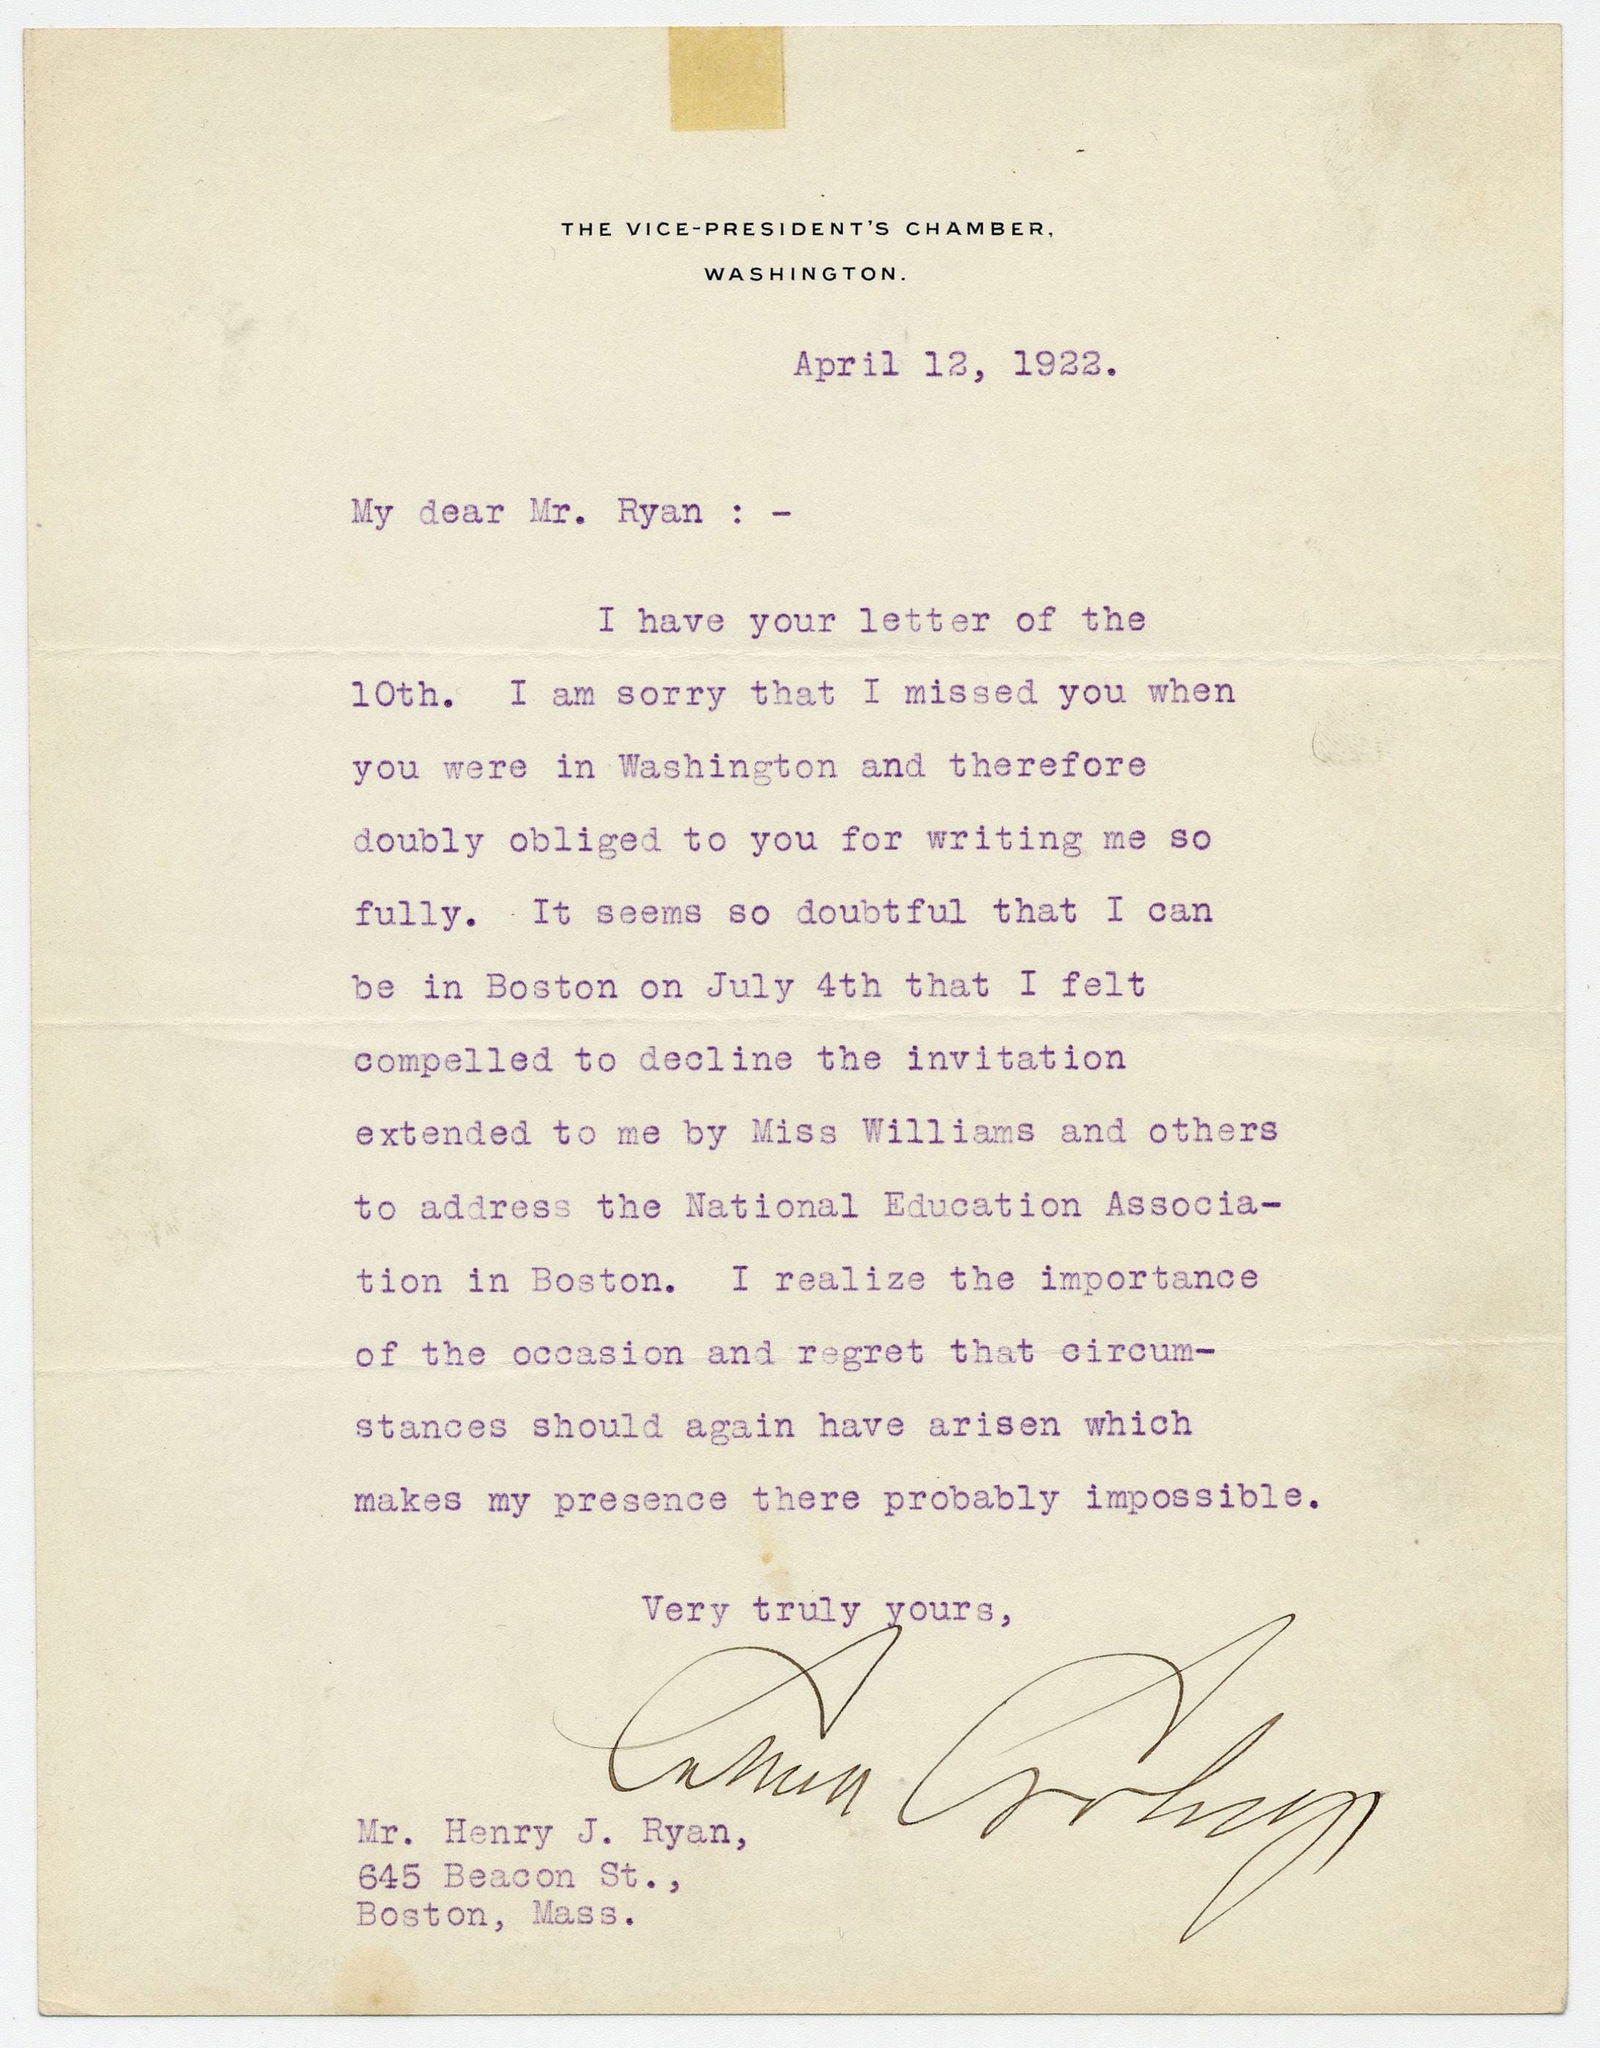 THE VICE-PRESIDENT'S CHAMBER,
WASHINGTON.
April 12, 1922.
My dear Mr. Ryan : -
I have your letter of the
10th. I am sorry that I missed you when
you were in Washington and therefore
doubly obliged to you for writing me so
fully. It seems so doubtful that I can
be in Boston on July 4th that I felt
compelled to decline the invitation
extended to me by Miss Williams and others
to address the National Education Associa-
tion in Boston. I realize the importance
of the occasion and regret that circum-
stances should again have arisen which
makes my presence there probably impossible.
Very truly yours,
Calvin Coolidge
Mr. Henry J. Ryan,
645 Beacon St.,
Boston, Mass.